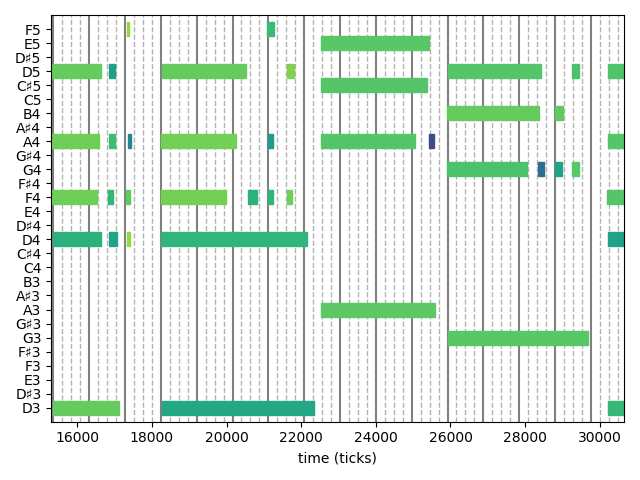 F5
E5
D♯5
D5
C♯5
C5
B4
A♯4
A4
G♯4
G4
F♯4
F4
E4
D♯4
D4
C♯4
C4
B3
A♯3
A3
G♯3
G3
F♯3
F3
E3
D♯3
D3
16000 18000 20000 22000 24000 26000 28000 30000
time (ticks)